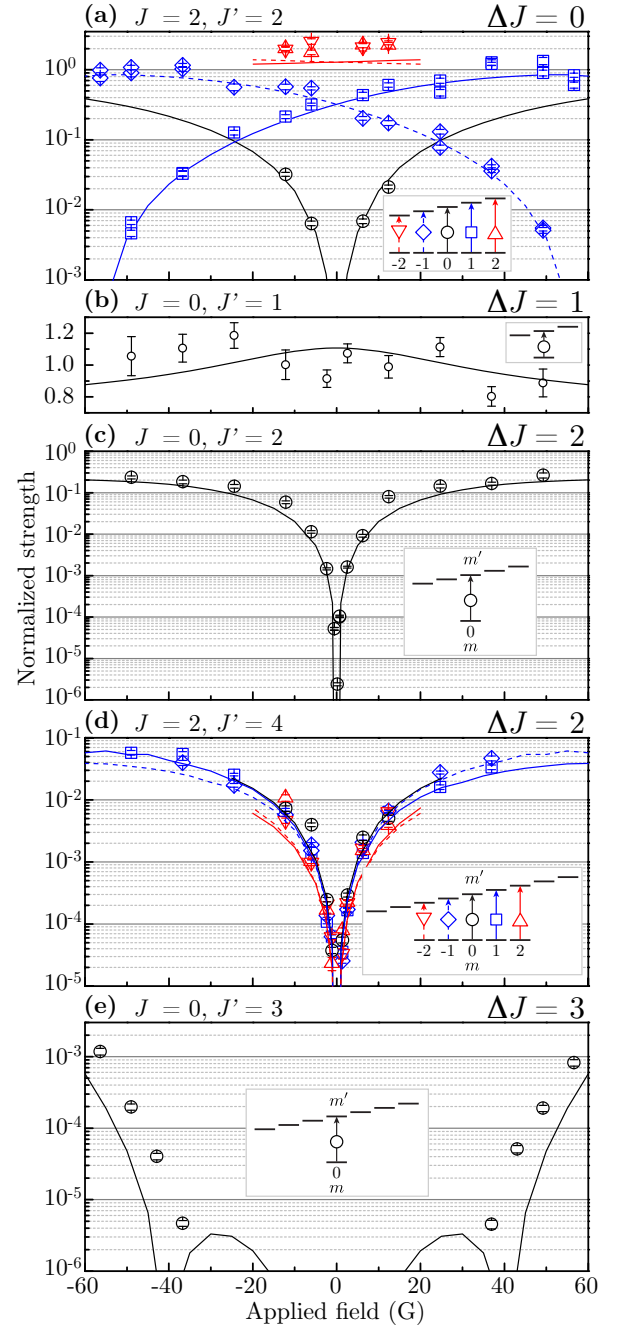 (a) J = 2, J' = 2 ΔJ = 0
10^0
10^-1
10^-2
10^-3
-2 -1 0 1 2
(b) J = 0, J' = 1 ΔJ = 1
1.2
1.0
0.8
(c) J = 0, J' = 2 ΔJ = 2
10^0
10^-1
10^-2
10^-3
10^-4
10^-5
10^-6
m'
0
m
Normalized strength
(d) J = 2, J' = 4 ΔJ = 2
10^-1
10^-2
10^-3
10^-4
10^-5
m'
-2 -1 0 1 2
m
(e) J = 0, J' = 3 ΔJ = 3
10^-3
10^-4
10^-5
10^-6
m'
0
m
-60 -40 -20 0 20 40 60
Applied field (G)